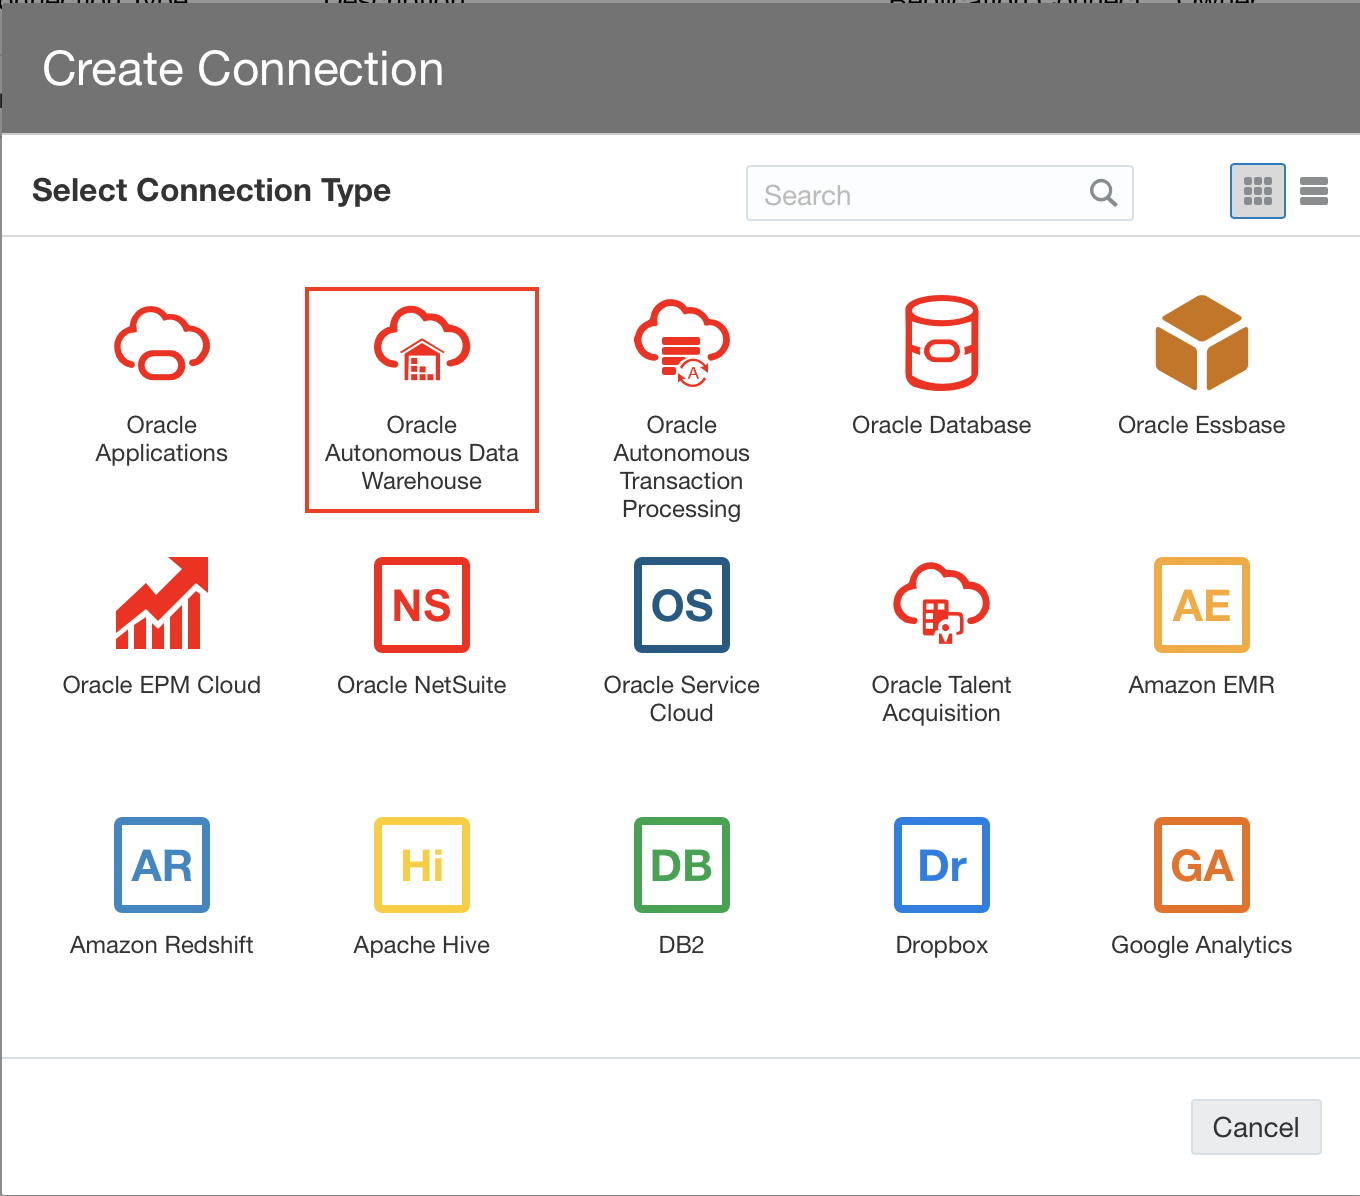 Create Connection
Select Connection Type
Search
Oracle
Applications
Oracle
Autonomous Data
Warehouse
A
Oracle
Autonomous
Transaction
Processing
Oracle Database
Oracle Essbase
Oracle EPM Cloud
NS
Oracle NetSuite
OS
Oracle Service
Cloud
Oracle Talent
Acquisition
AE
Amazon EMR
AR
Amazon Redshift
Hi
Apache Hive
DB
DB2
Dr
Dropbox
GA
Google Analytics
Cancel